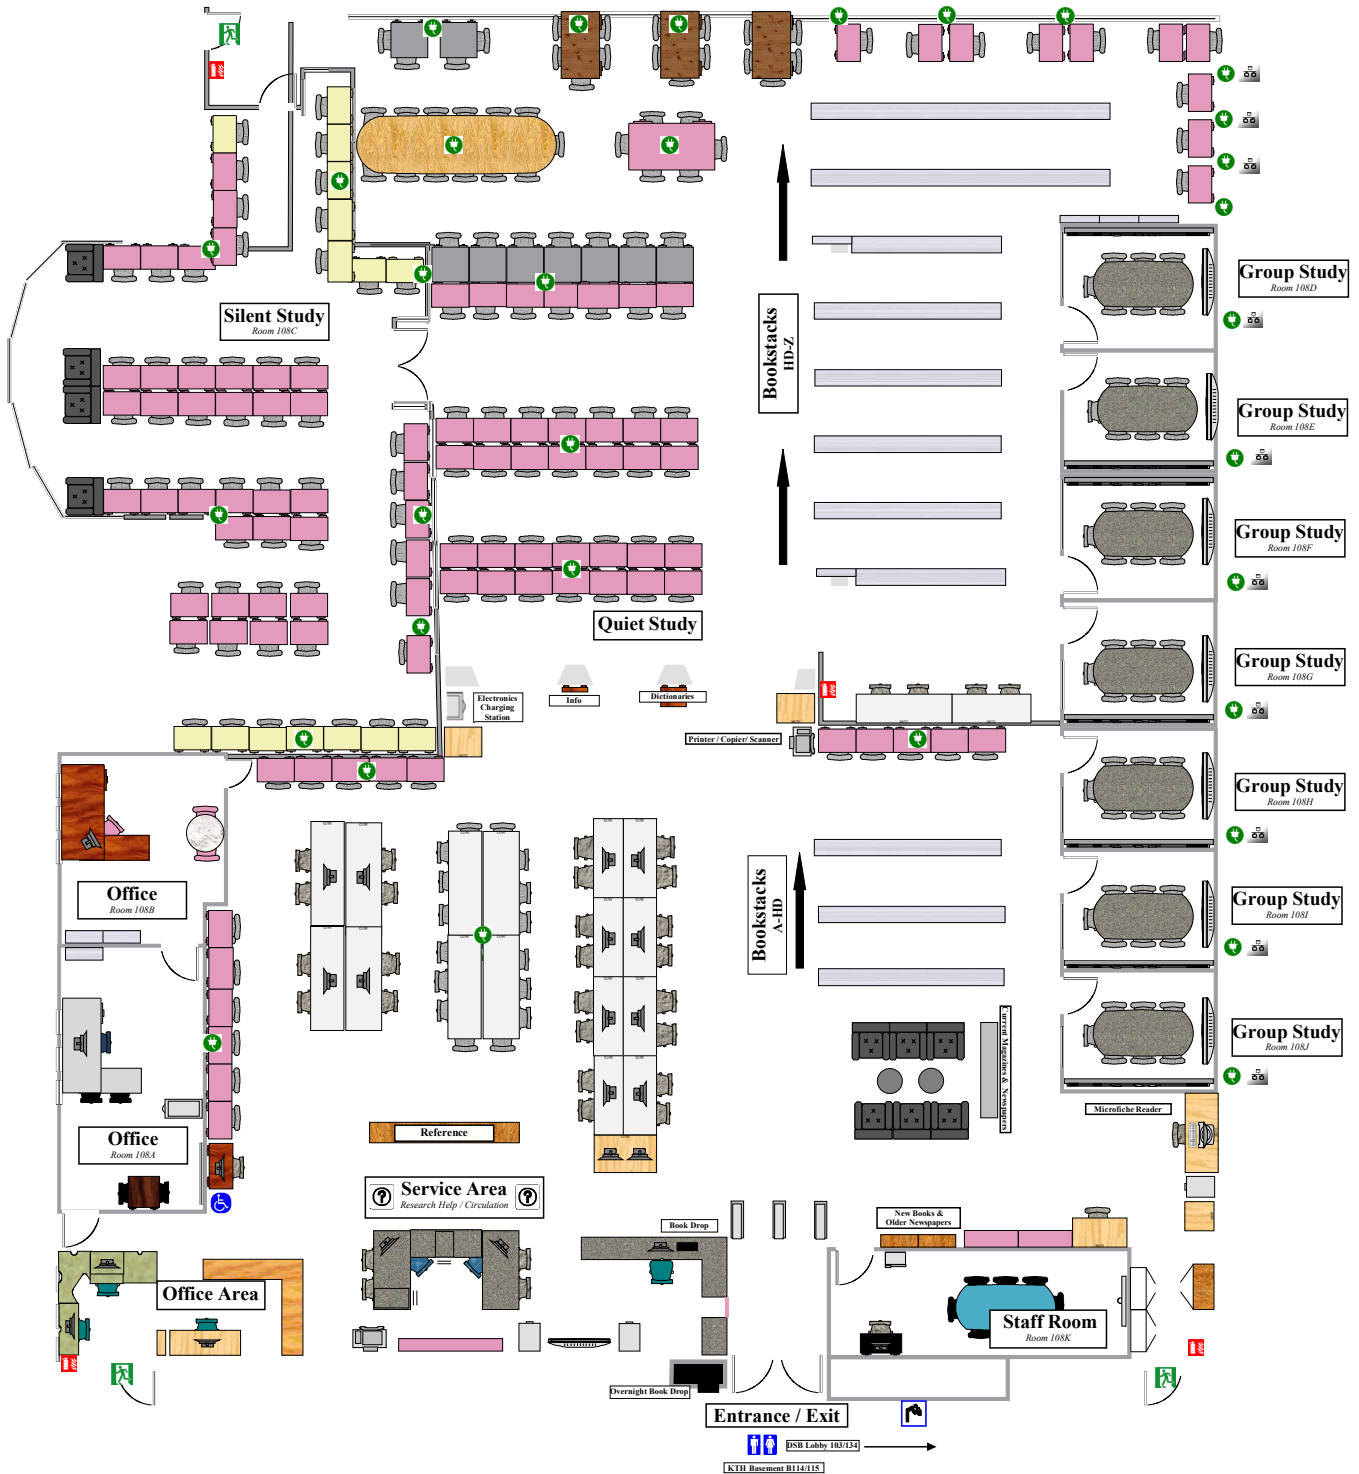 Silent Study
Room 108C
Bookstacks
HD-Z
Group Study
Room 108D
Group Study
Room 108E
Group Study
Room 108F
Quiet Study
Group Study
Room 108G
Electronics
Charging
Station
Info
Dictionaries
Printer / Copier/ Scanner
Group Study
Room 108H
Office
Room 108B
Bookstacks
A-HD
Group Study
Room 108I
Current Magazines & Newspapers
Group Study
Room 108J
Microfiche Reader
Reference
Office
Room 108A
?
Service Area
Research Help / Circulation
?
Book Drop
New Books &
Older Newspapers
Office Area
Staff Room
Room 108K
Overnight Book Drop
Entrance / Exit
DSB Lobby 103/134
KTH Basement B114/115